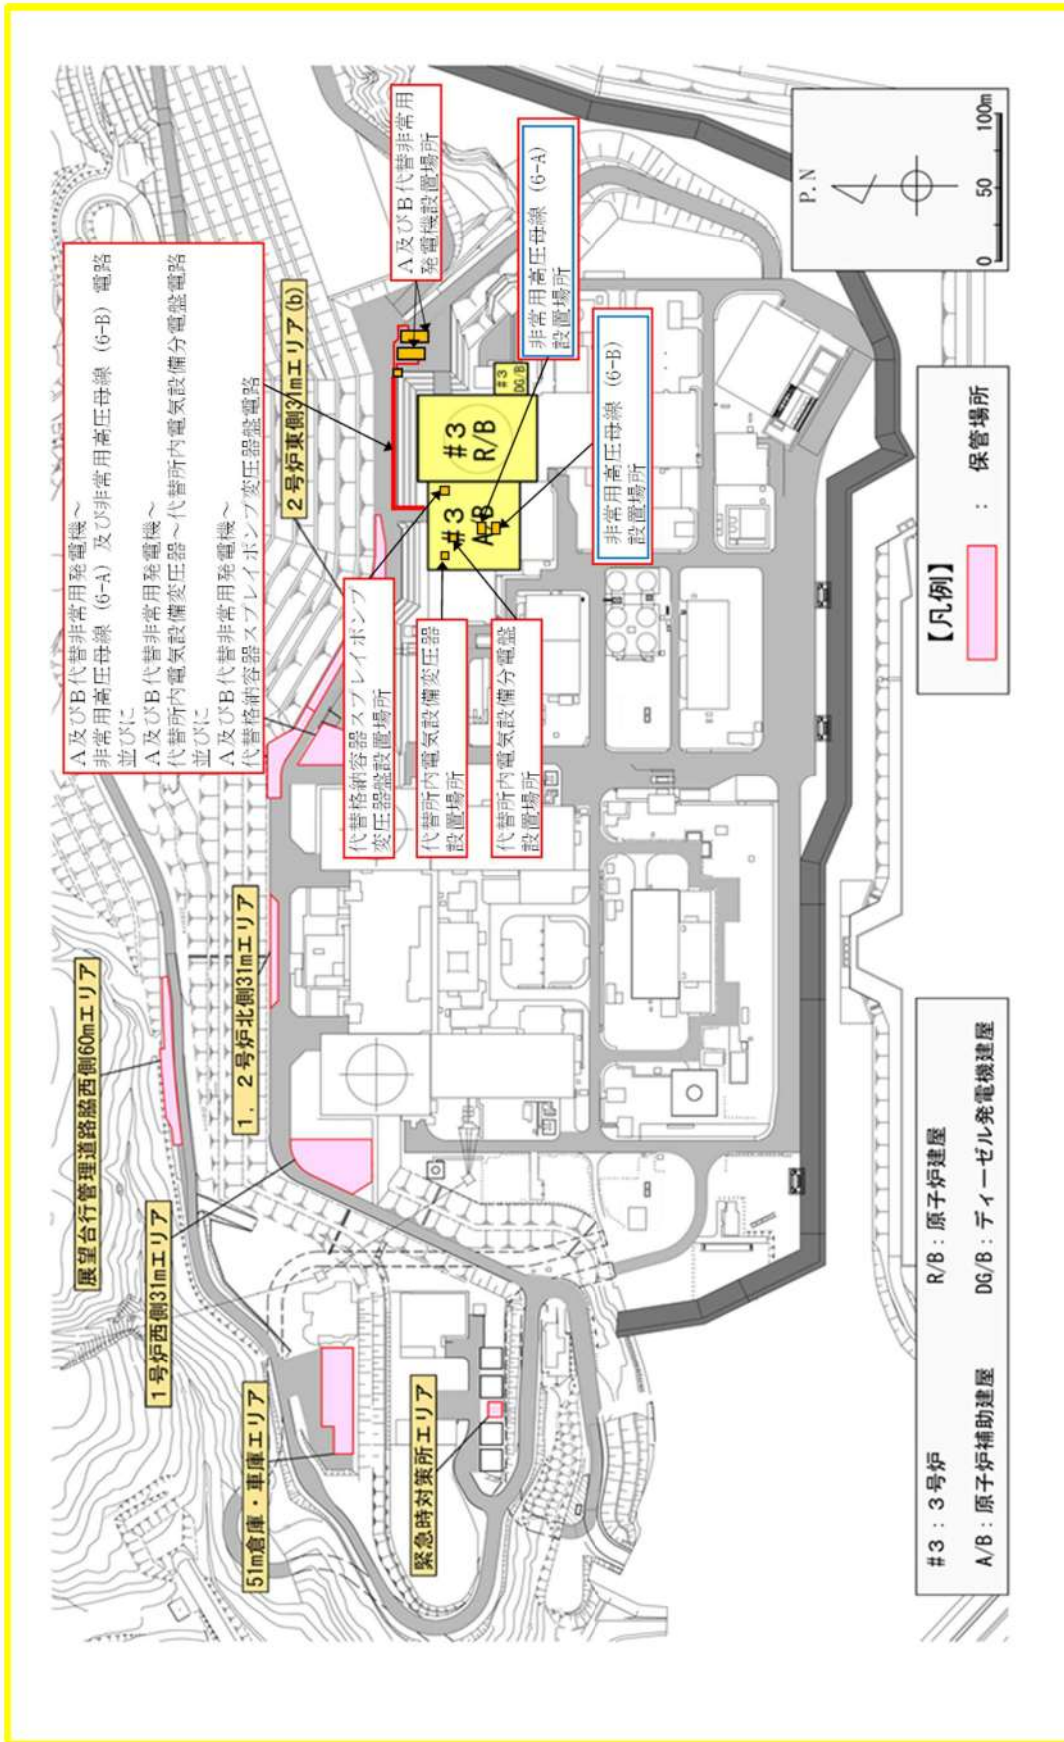 A及びB代替非常用発電機～
非常用高圧母線 (6-A) 及び非常用高圧母線 (6-B) 電路
並びに
A及びB代替非常用発電機～
代替所内電気設備変圧器～代替所内電気設備分電盤電路
並びに
A及びB代替非常用発電機～
代替格納容器スプレイポンプ変圧器盤電路
展望台行管理道路脇西側60mエリア
1号炉西側31mエリア
51m倉庫・車庫エリア
1, 2号炉北側31mエリア
2号炉東側31mエリア(b)
緊急時対策所エリア
A及びB代替非常用
発電機設置場所
代替格納容器スプレイポンプ
変圧器盤設置場所
代替所内電気設備変圧器
設置場所
代替所内電気設備分電盤
設置場所
非常用高圧母線 (6-A)
設置場所
非常用高圧母線 (6-B)
設置場所
#3
R/B
#3
A/B
#3
DG/B
P.N
0 50 100m
【凡例】
: 保管場所
#3 : 3号炉 R/B : 原子炉建屋
A/B : 原子炉補助建屋 DG/B : ディーゼル発電機建屋